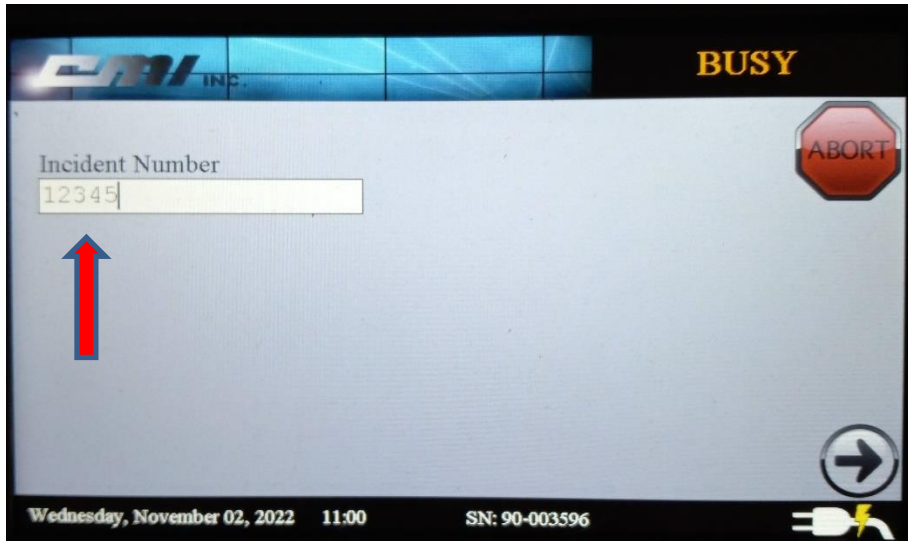 CMI INC.
BUSY
ABORT
Incident Number
12345
Wednesday, November 02, 2022 11:00 SN: 90-003596